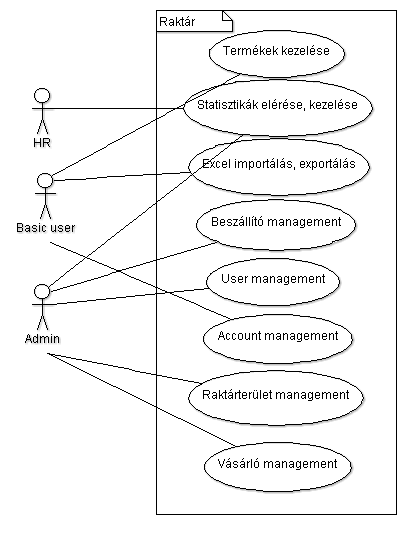 Raktár
Termékek kezelése
Statisztikák elérése, kezelése
HR
Excel importálás, exportálás
Basic user
Beszállító management
User management
Admin
Account management
Raktárterület management
Vásárló management